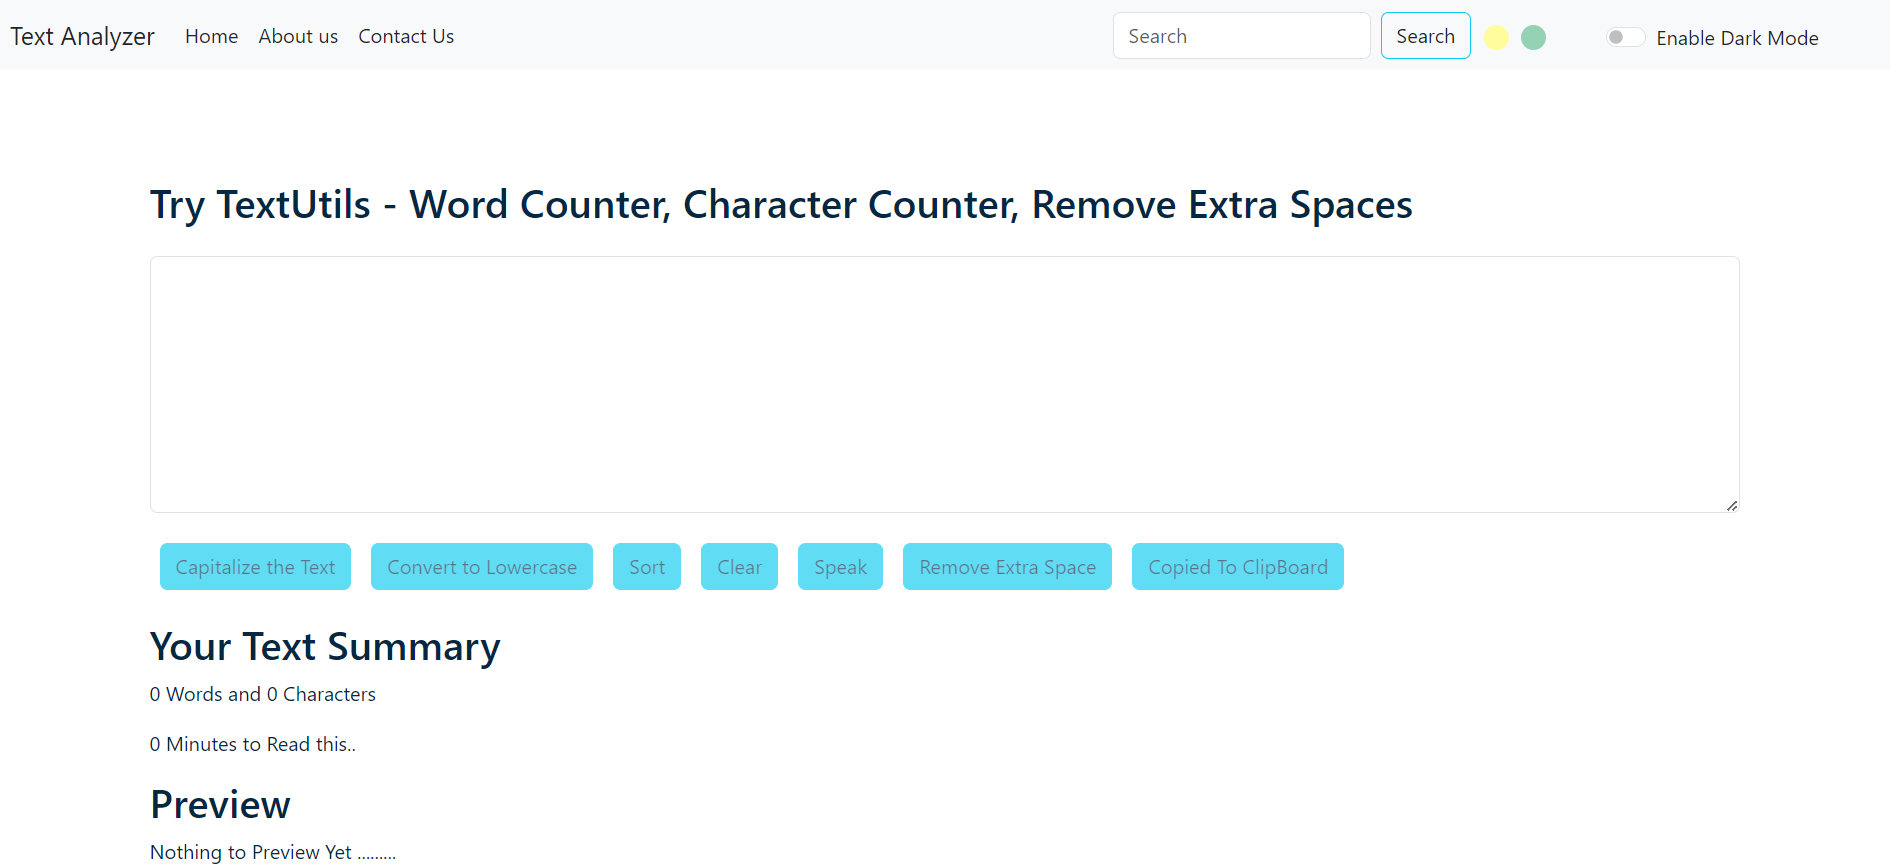 Text Analyzer Home About us Contact Us Search Search Enable Dark Mode
Try TextUtils - Word Counter, Character Counter, Remove Extra Spaces
Capitalize the Text Convert to Lowercase Sort Clear Speak Remove Extra Space Copied To ClipBoard
Your Text Summary
0 Words and 0 Characters
0 Minutes to Read this..
Preview
Nothing to Preview Yet .........